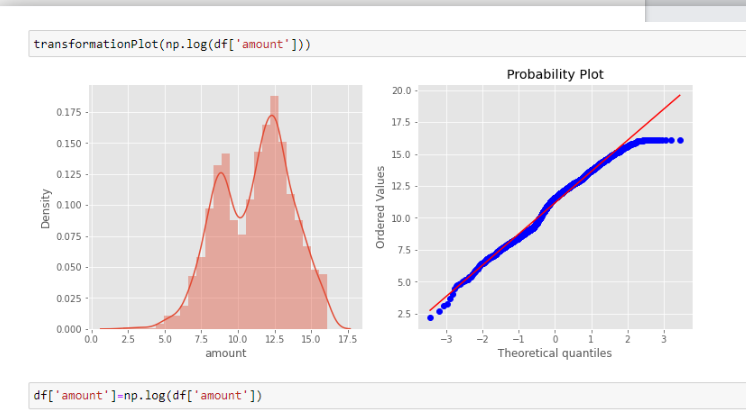 transformationPlot(np.log(df['amount']))
Probability Plot
0.175
0.150
0.125
0.100
0.075
0.050
0.025
0.000
Density
0.0 2.5 5.0 7.5 10.0 12.5 15.0 17.5
amount
20.0
17.5
15.0
12.5
10.0
7.5
5.0
2.5
Ordered Values
−3 −2 −1 0 1 2 3
Theoretical quantiles
df['amount']=np.log(df['amount'])